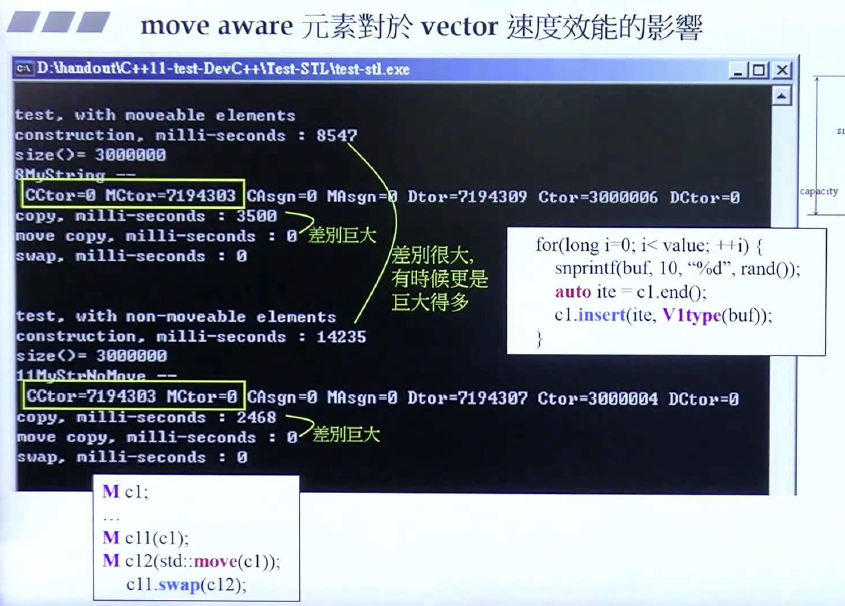 move aware 元素對於 vector 速度效能的影響
D:\handout\C++11-test-DevC++\Test-STL\test-stl.exe
test, with moveable elements
construction, milli-seconds : 8547
size()= 3000000
8MyString --
CCtor=0 MCtor=7194303 CAsgn=0 MAsgn=0 Dtor=7194309 Ctor=3000006 DCtor=0
copy, milli-seconds : 3500
move copy, milli-seconds : 0
差別巨大
swap, milli-seconds : 0
差別很大,
有時候更是
巨大得多
test, with non-moveable elements
construction, milli-seconds : 14235
size()= 3000000
11MyStrNoMove --
CCtor=7194303 MCtor=0 CAsgn=0 MAsgn=0 Dtor=7194307 Ctor=3000004 DCtor=0
copy, milli-seconds : 2468
move copy, milli-seconds : 0
差別巨大
swap, milli-seconds : 0
capacity
for(long i=0; i< value; ++i) {
snprintf(buf, 10, “%d”, rand());
auto ite = c1.end();
c1.insert(ite, V1type(buf));
}
M c1;
...
M c11(c1);
M c12(std::move(c1));
c11.swap(c12);